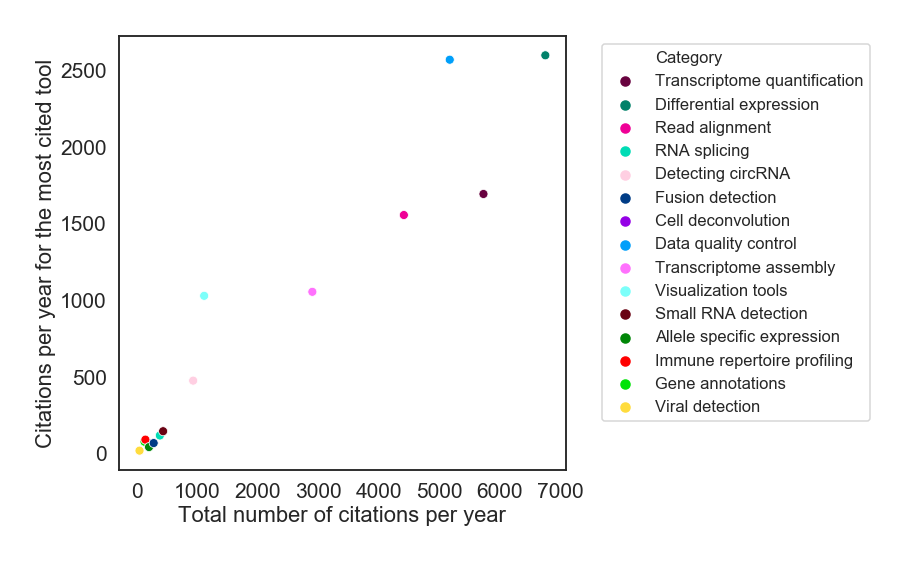 Citations per year for the most cited tool
2500
2000
1500
1000
500
0
0 1000 2000 3000 4000 5000 6000 7000
Total number of citations per year
Category
Transcriptome quantification
Differential expression
Read alignment
RNA splicing
Detecting circRNA
Fusion detection
Cell deconvolution
Data quality control
Transcriptome assembly
Visualization tools
Small RNA detection
Allele specific expression
Immune repertoire profiling
Gene annotations
Viral detection